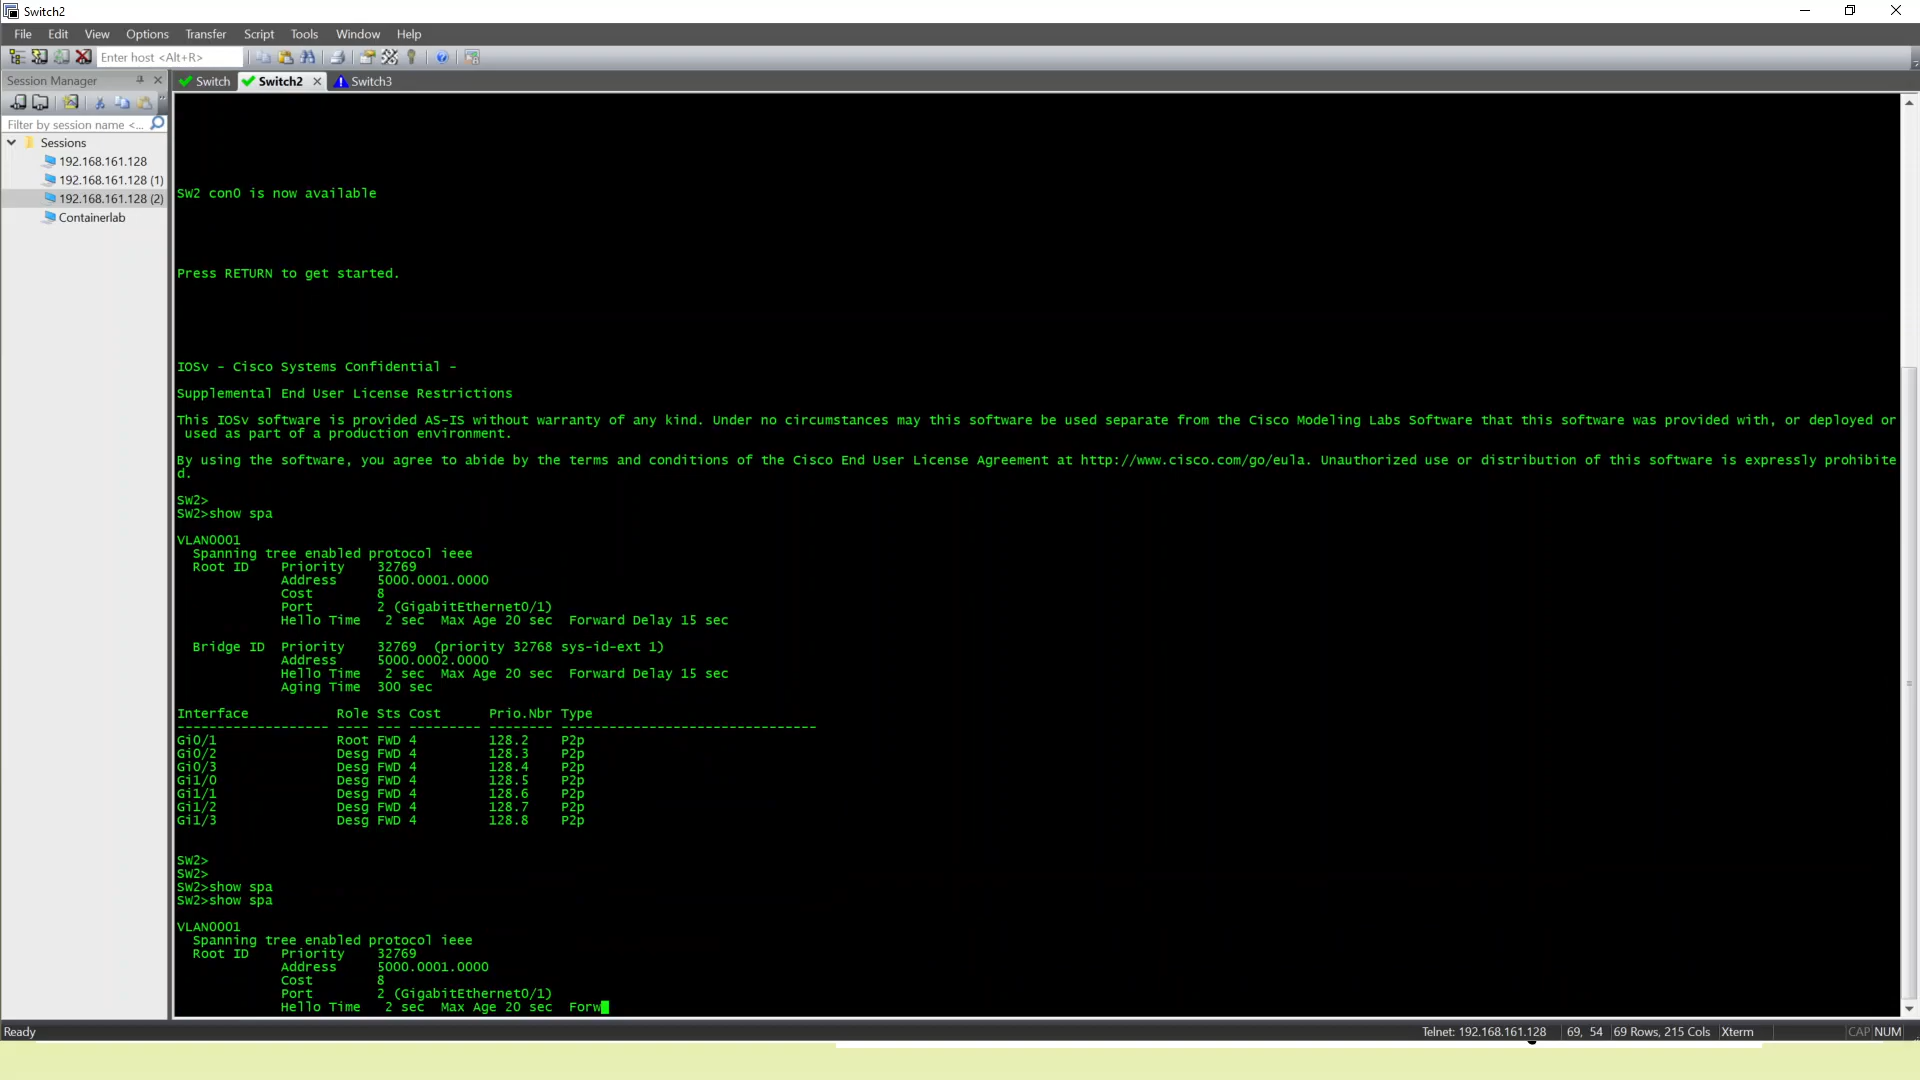 Switch2
File Edit View Options Transfer Script Tools Window Help
Enter host <Alt+R>
Session Manager
Switch Switch2 Switch3
Filter by session name <...
Sessions
192.168.161.128
192.168.161.128 (1)
192.168.161.128 (2)
Containerlab
SW2 con0 is now available
Press RETURN to get started.
IOSv - Cisco Systems Confidential -
Supplemental End User License Restrictions
This IOSv software is provided AS-IS without warranty of any kind. Under no circumstances may this software be used separate from the Cisco Modeling Labs Software that this software was provided with, or deployed or
used as part of a production environment.
By using the software, you agree to abide by the terms and conditions of the Cisco End User License Agreement at http://www.cisco.com/go/eula. Unauthorized use or distribution of this software is expressly prohibite
d.
SW2>
SW2>show spa
VLAN0001
Spanning tree enabled protocol ieee
Root ID Priority 32769
Address 5000.0001.0000
Cost 8
Port 2 (GigabitEthernet0/1)
Hello Time 2 sec Max Age 20 sec Forward Delay 15 sec
Bridge ID Priority 32769 (priority 32768 sys-id-ext 1)
Address 5000.0002.0000
Hello Time 2 sec Max Age 20 sec Forward Delay 15 sec
Aging Time 300 sec
Interface Role Sts Cost Prio.Nbr Type
------------------- ---- --- --------- -------- --------------------------------
Gi0/1 Root FWD 4 128.2 P2p
Gi0/2 Desg FWD 4 128.3 P2p
Gi0/3 Desg FWD 4 128.4 P2p
Gi1/0 Desg FWD 4 128.5 P2p
Gi1/1 Desg FWD 4 128.6 P2p
Gi1/2 Desg FWD 4 128.7 P2p
Gi1/3 Desg FWD 4 128.8 P2p
SW2>
SW2>
SW2>show spa
SW2>show spa
VLAN0001
Spanning tree enabled protocol ieee
Root ID Priority 32769
Address 5000.0001.0000
Cost 8
Port 2 (GigabitEthernet0/1)
Hello Time 2 sec Max Age 20 sec Forw
Ready Telnet: 192.168.161.128 69, 54 69 Rows, 215 Cols Xterm CAP NUM